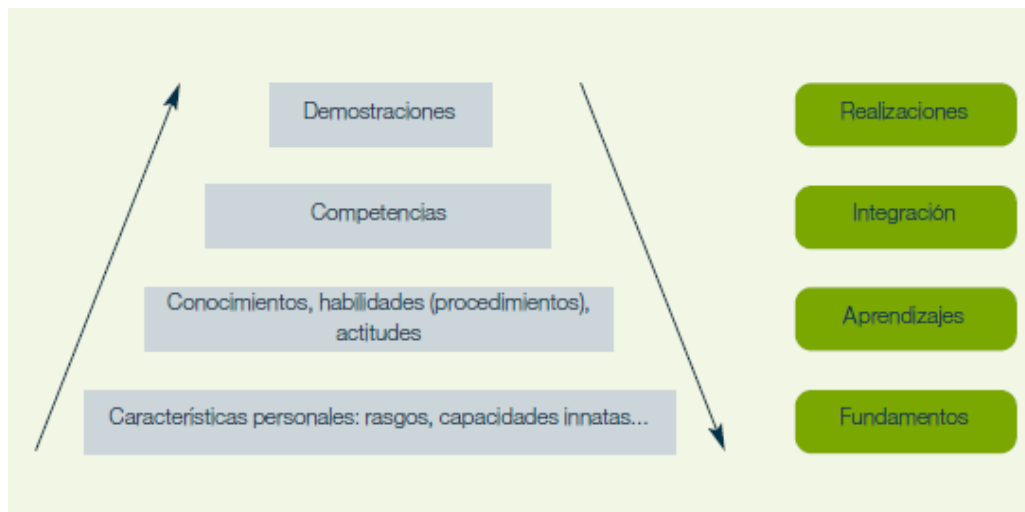 Demostraciones
Realizaciones
Competencias
Integración
Conocimientos, habilidades (procedimientos),
actitudes
Aprendizajes
Características personales: rasgos, capacidades innatas...
Fundamentos